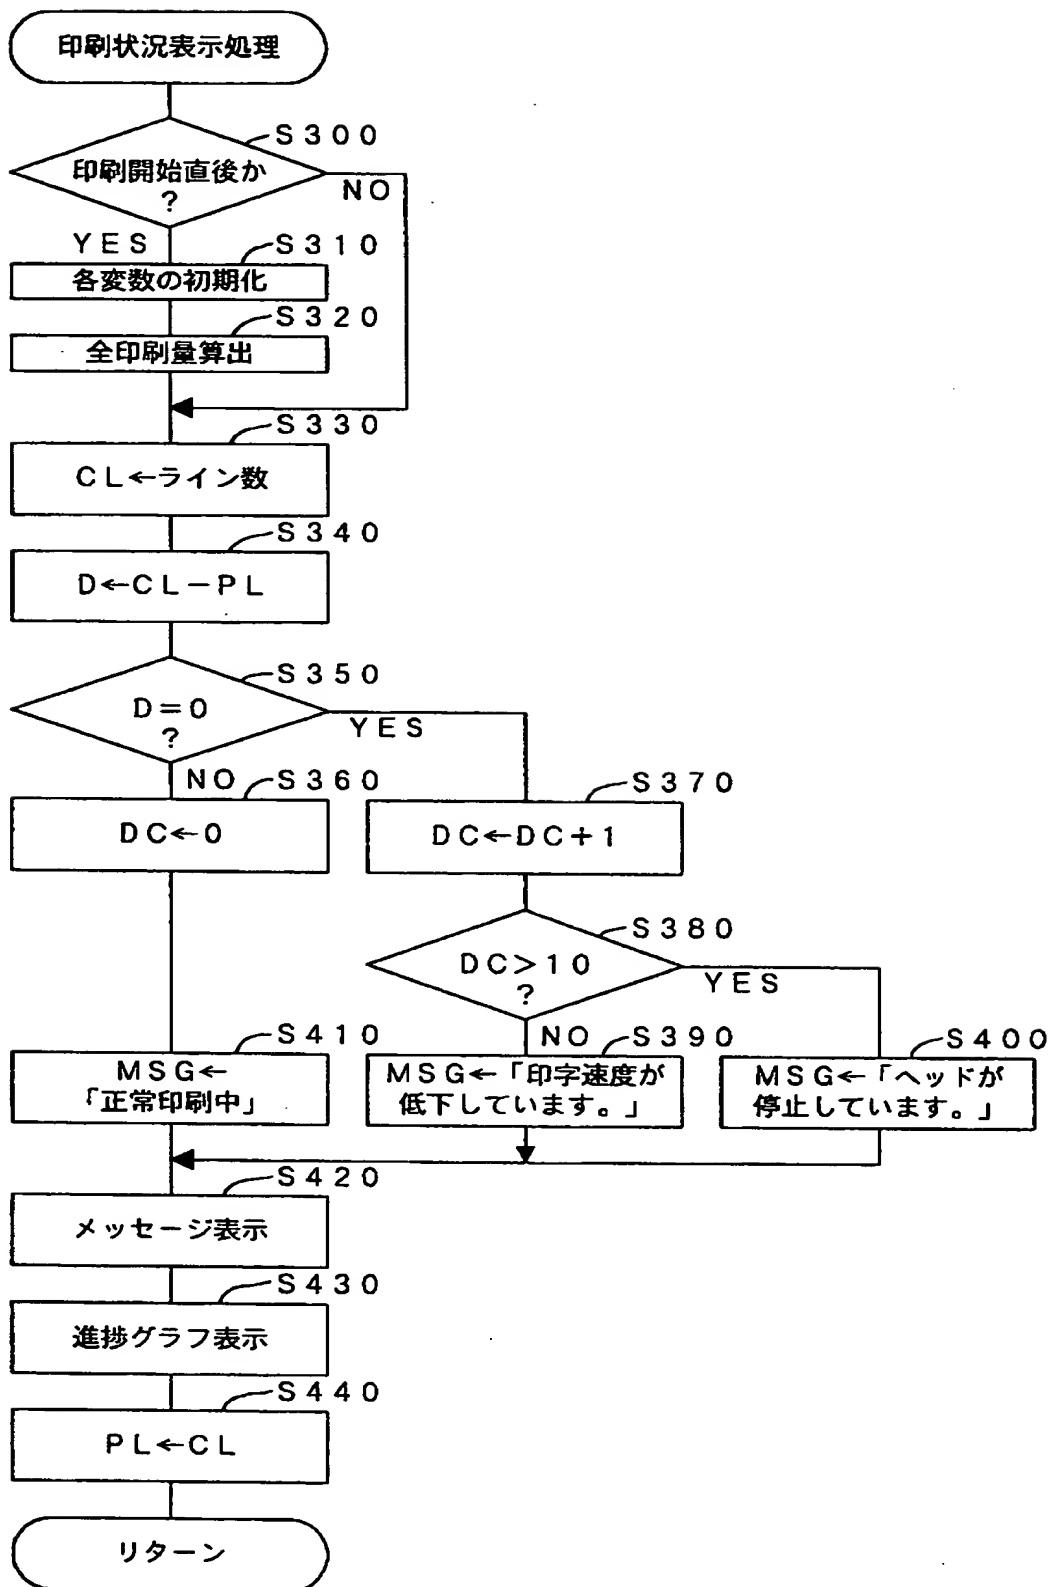 印刷状況表示処理
S300
印刷開始直後か
?
NO
YES
S310
各変数の初期化
S320
全印刷量算出
S330
CL←ライン数
S340
D←CL−PL
S350
D=0
?
YES
NO
S360
DC←0
S370
DC←DC+1
S380
DC>10
?
YES
NO
S410
MSG←
「正常印刷中」
S390
MSG←「印字速度が
低下しています。」
S400
MSG←「ヘッドが
停止しています。」
S420
メッセージ表示
S430
進捗グラフ表示
S440
PL←CL
リターン